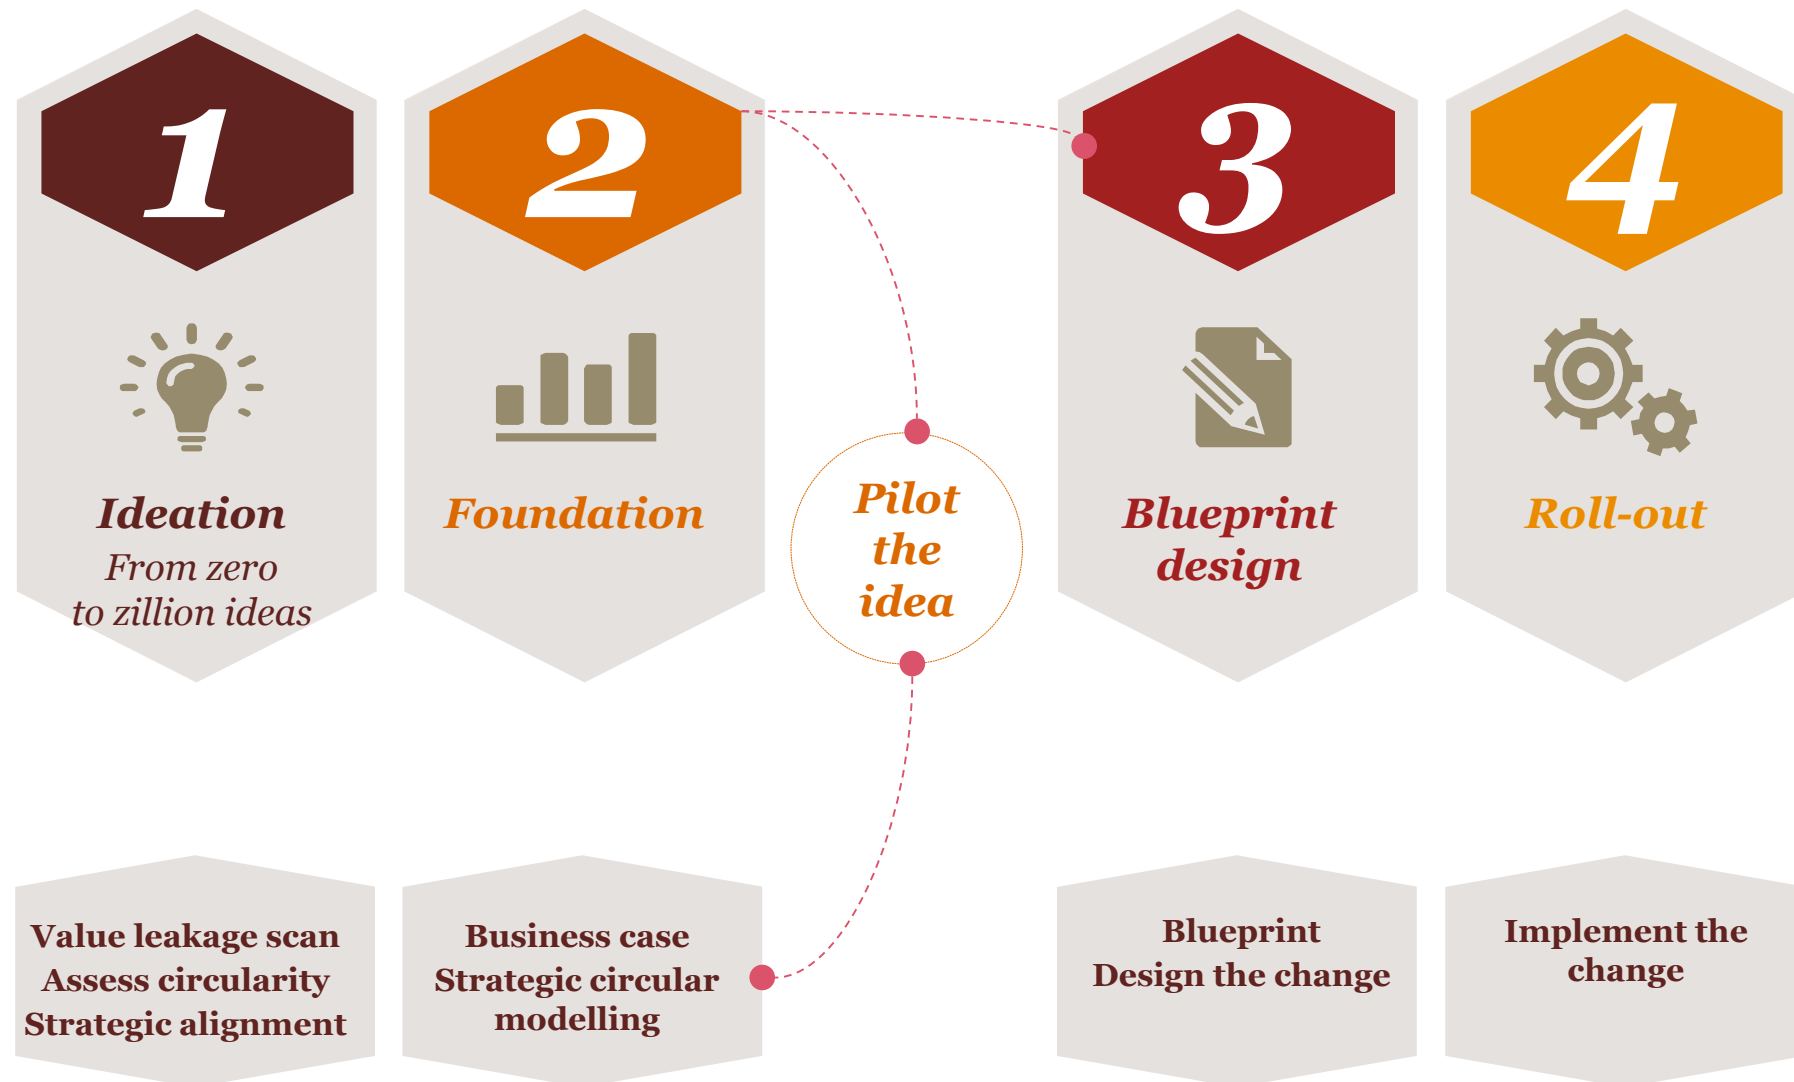 1
2
3
4
Ideation
From zero
to zillion ideas
Foundation
Pilot
the
idea
Blueprint
design
Roll-out
Value leakage scan
Assess circularity
Strategic alignment
Business case
Strategic circular
modelling
Blueprint
Design the change
Implement the
change